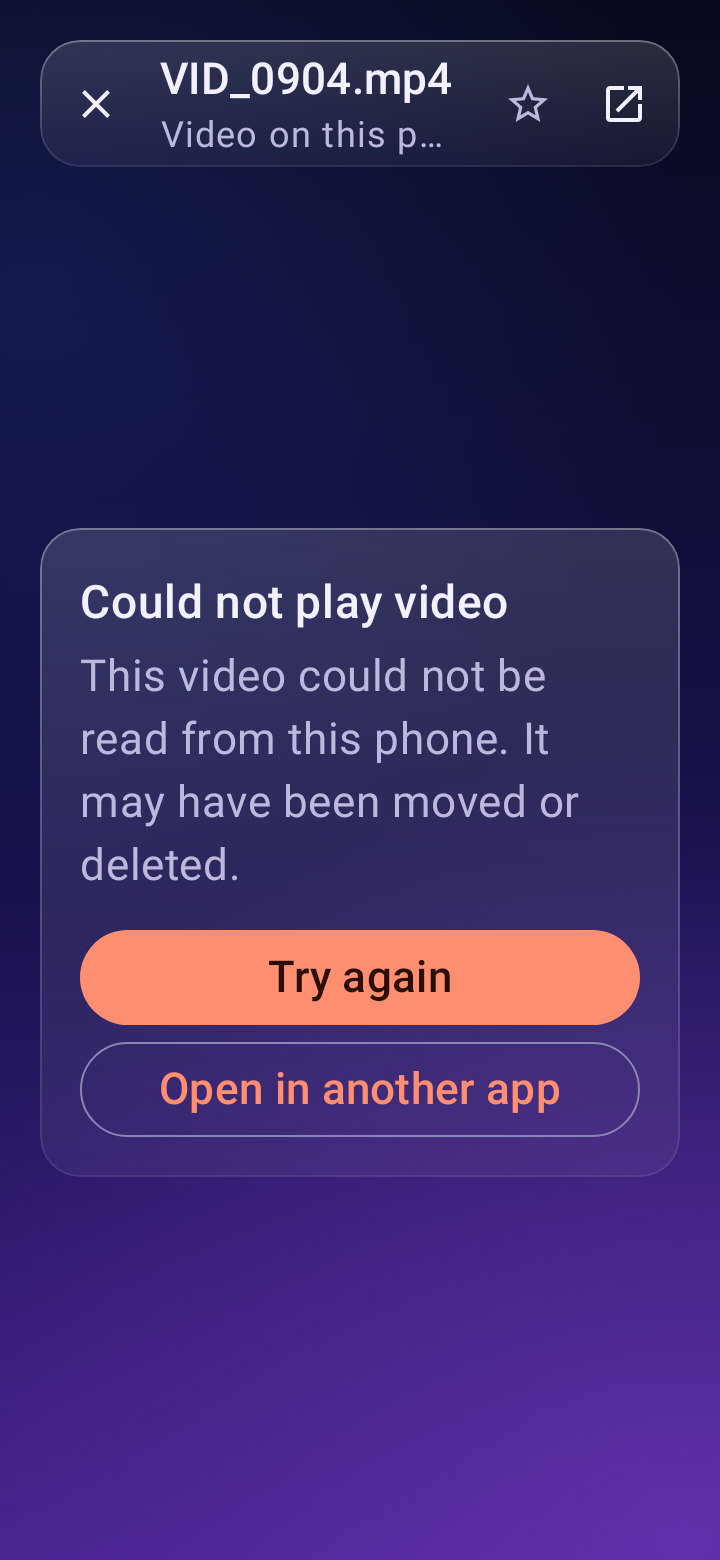 VID_0904.mp4
Video on this p…
Could not play video
This video could not be
read from this phone. It
may have been moved or
deleted.
Try again
Open in another app